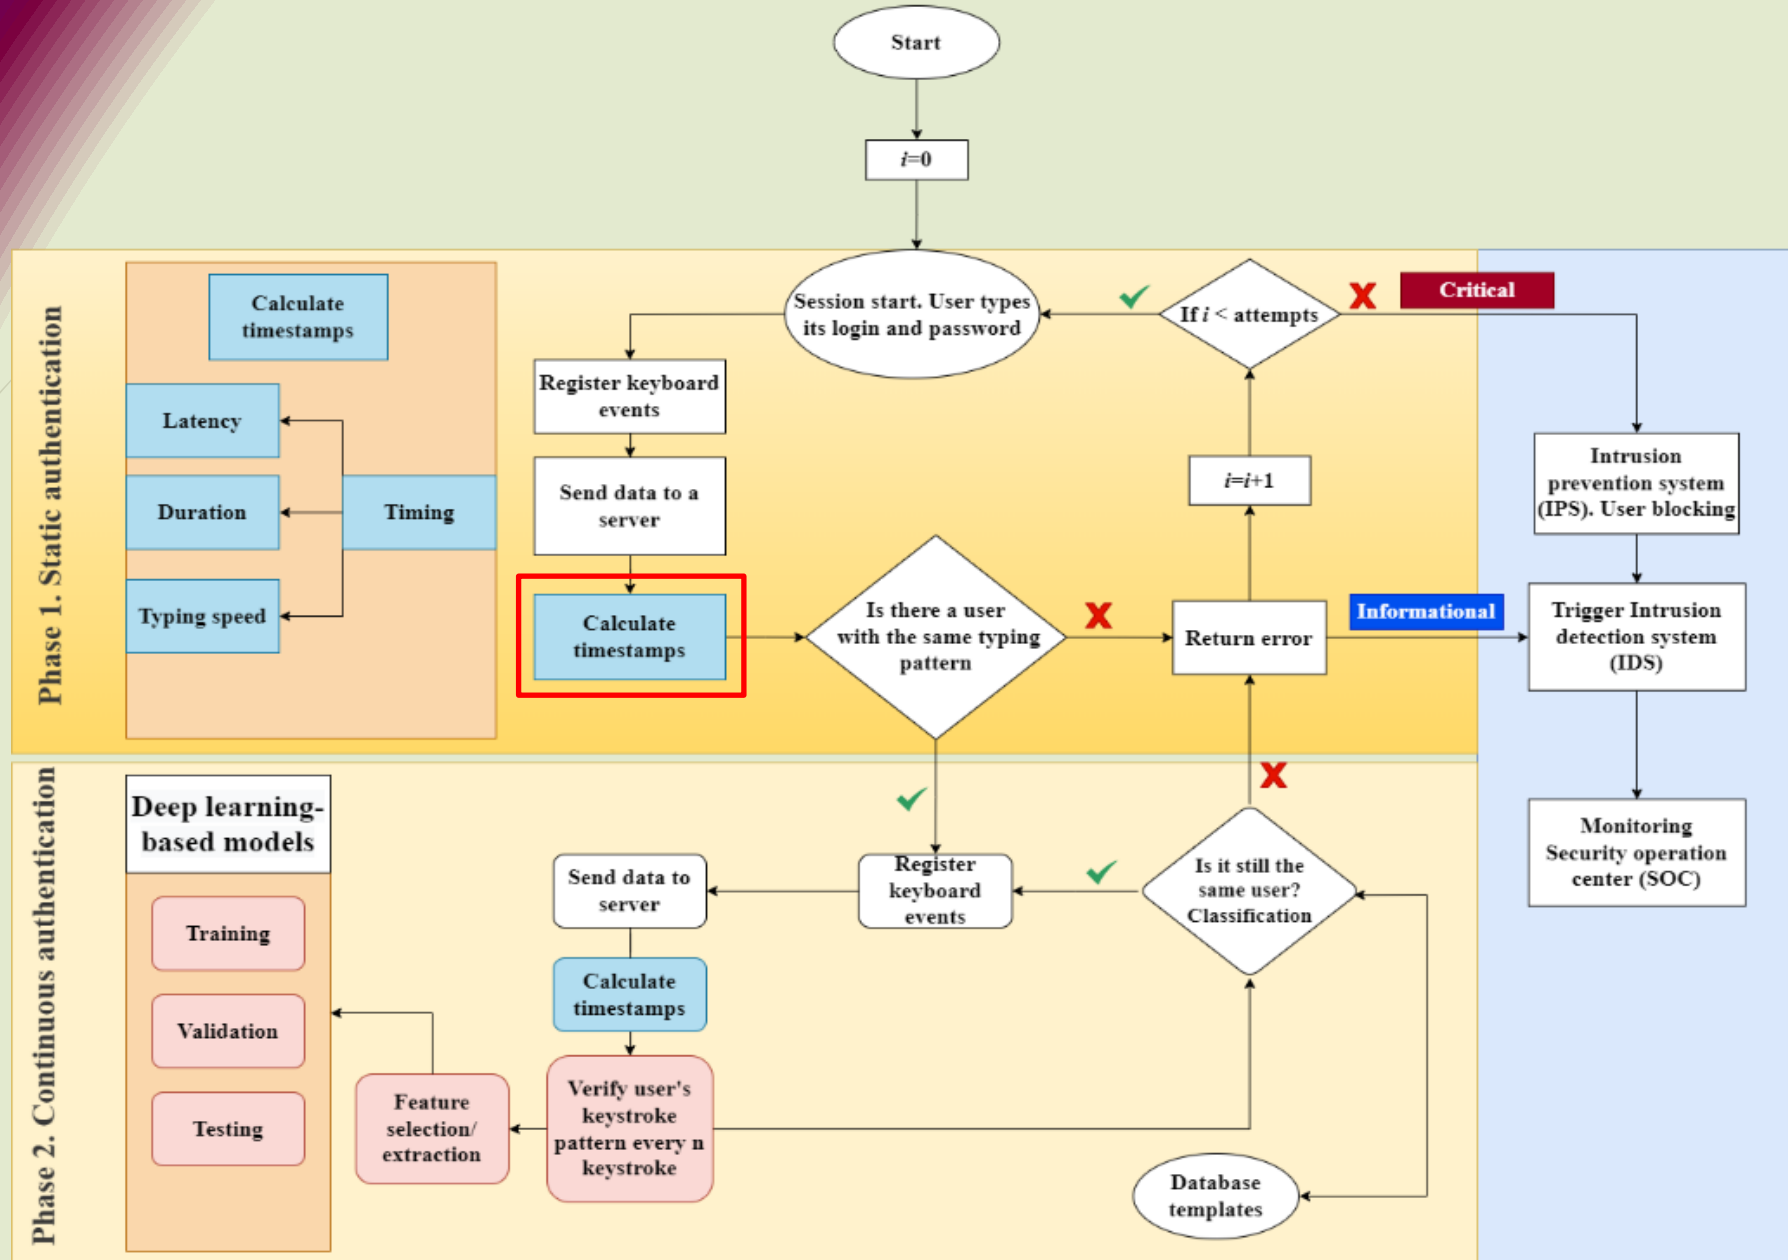 Start
i=0
Phase 1. Static authentication
Calculate
timestamps
Latency
Duration
Timing
Typing speed
Session start. User types
its login and password
If i < attempts
Critical
Register keyboard
events
Send data to a
server
Calculate
timestamps
Is there a user
with the same typing
pattern
i=i+1
Return error
Informational
Intrusion
prevention system
(IPS). User blocking
Trigger Intrusion
detection system
(IDS)
Monitoring
Security operation
center (SOC)
Phase 2. Continuous authentication
Deep learning-
based models
Training
Validation
Testing
Send data to
server
Register
keyboard
events
Is it still the
same user?
Classification
Calculate
timestamps
Feature
selection/
extraction
Verify user's
keystroke
pattern every n
keystroke
Database
templates